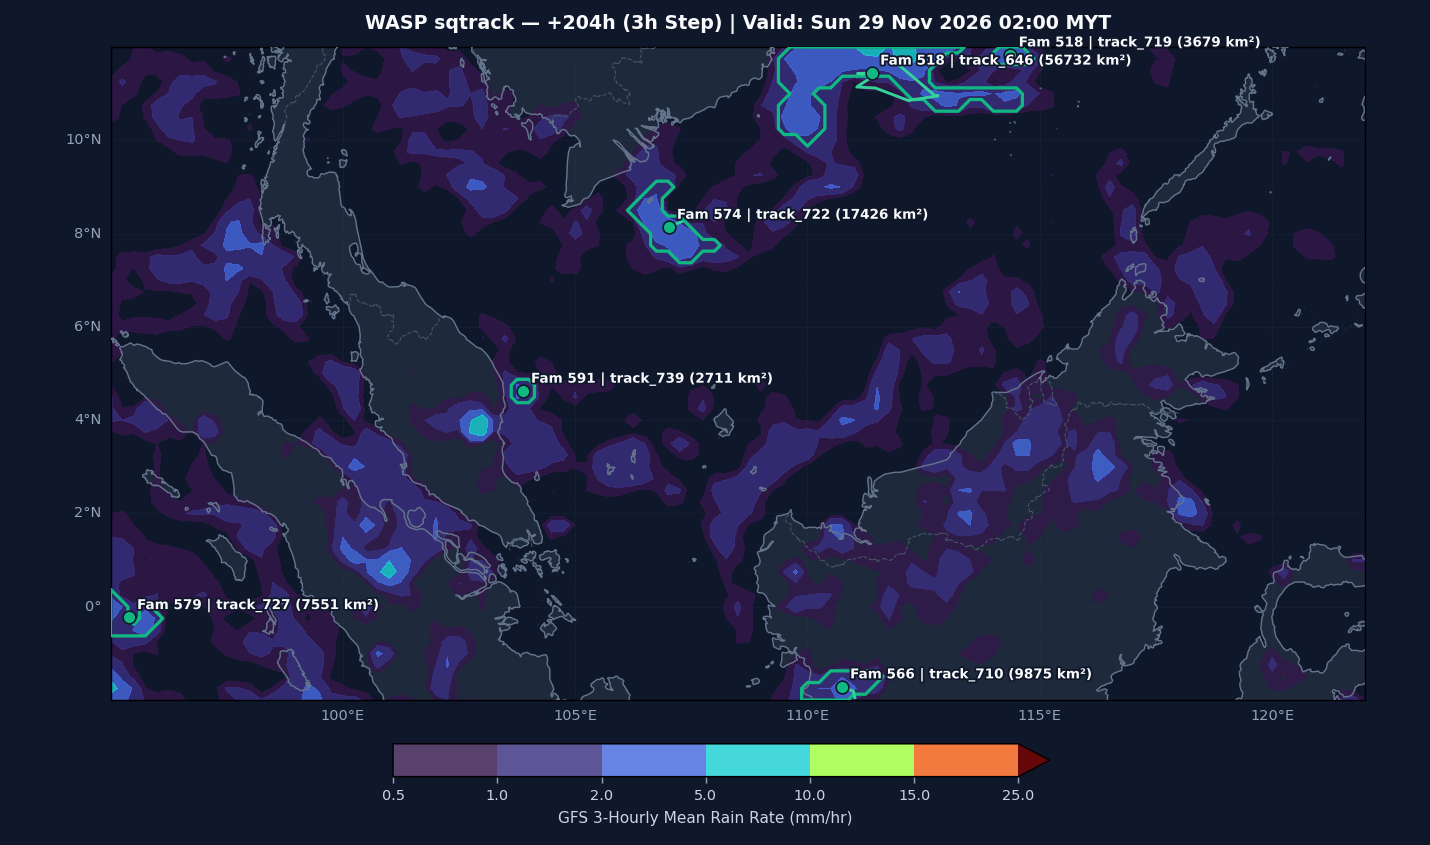 WASP sqtrack — +204h (3h Step) | Valid: Sun 29 Nov 2026 02:00 MYT
Fam 518 | track_719 (3679 km²)
Fam 518 | track_646 (56732 km²)
10°N
Fam 574 | track_722 (17426 km²)
8°N
6°N
Fam 591 | track_739 (2711 km²)
4°N
2°N
Fam 579 | track_727 (7551 km²)
0°
Fam 566 | track_710 (9875 km²)
100°E 105°E 110°E 115°E 120°E
0.5 1.0 2.0 5.0 10.0 15.0 25.0
GFS 3-Hourly Mean Rain Rate (mm/hr)